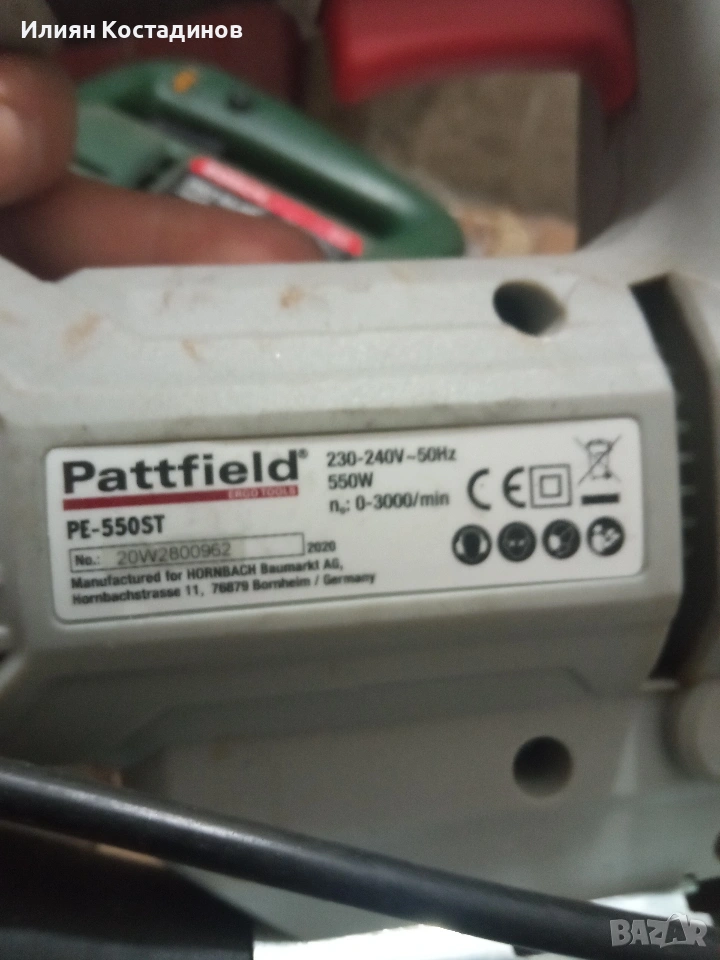 Илиян Костадинов
Pattfield®
ERGO TOOLS
PE-550ST
No.: 20W2800962
2020
Manufactured for HORNBACH Baumarkt AG,
Hornbachstrasse 11, 76879 Bornheim / Germany
230-240V~50Hz
550W
n₀: 0-3000/min
CE
BAZAR